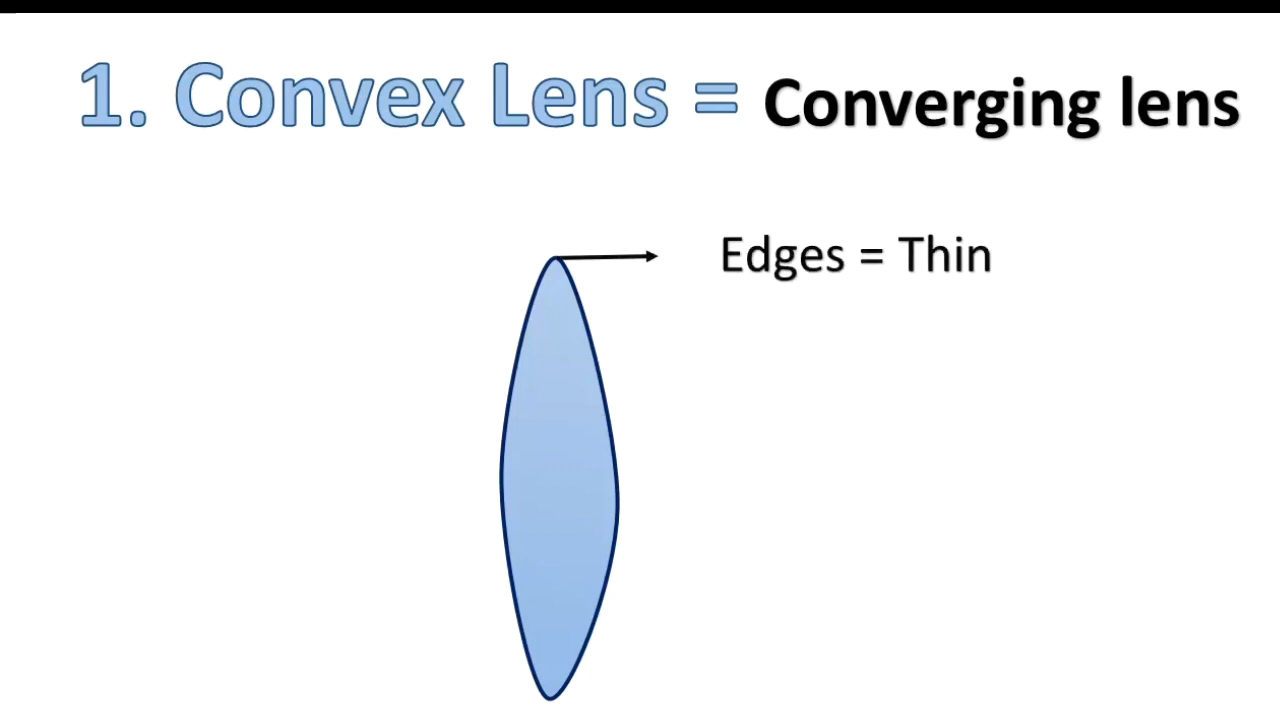 1. Convex Lens = Converging lens
Edges = Thin